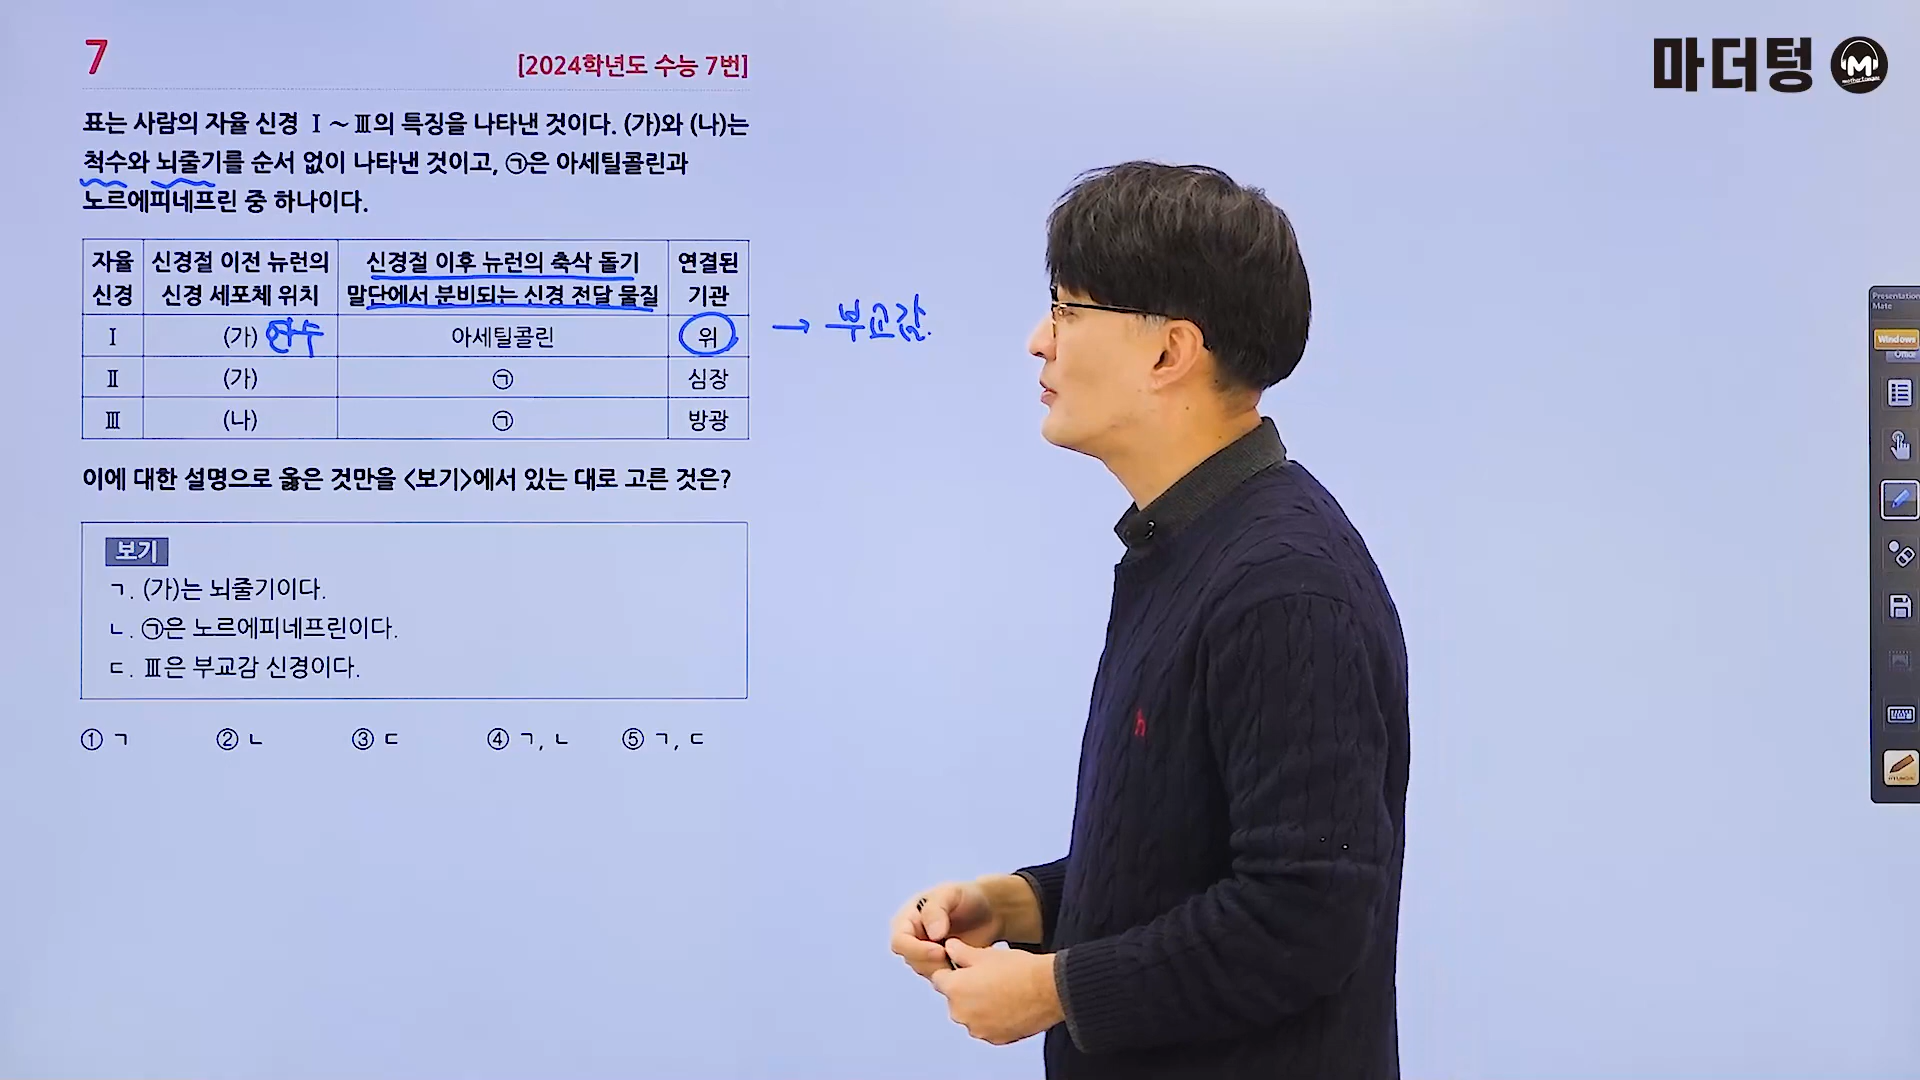 7
[2024학년도 수능 7번]
마더텅
M
표는 사람의 자율 신경 Ⅰ~Ⅲ의 특징을 나타낸 것이다. (가)와 (나)는
척수와 뇌줄기를 순서 없이 나타낸 것이고, ㉠은 아세틸콜린과
노르에피네프린 중 하나이다.
자율 신경 신경절 이전 뉴런의 신경 세포체 위치 신경절 이후 뉴런의 축삭 돌기 말단에서 분비되는 신경 전달 물질 연결된 기관
Ⅰ (가) 연수 아세틸콜린 위 → 부교감.
Ⅱ (가) ㉠ 심장
Ⅲ (나) ㉠ 방광
이에 대한 설명으로 옳은 것만을 <보기>에서 있는 대로 고른 것은?
보기
ㄱ. (가)는 뇌줄기이다.
ㄴ. ㉠은 노르에피네프린이다.
ㄷ. Ⅲ은 부교감 신경이다.
① ㄱ ② ㄴ ③ ㄷ ④ ㄱ, ㄴ ⑤ ㄱ, ㄷ
Presentation
Mate
Windows
Office